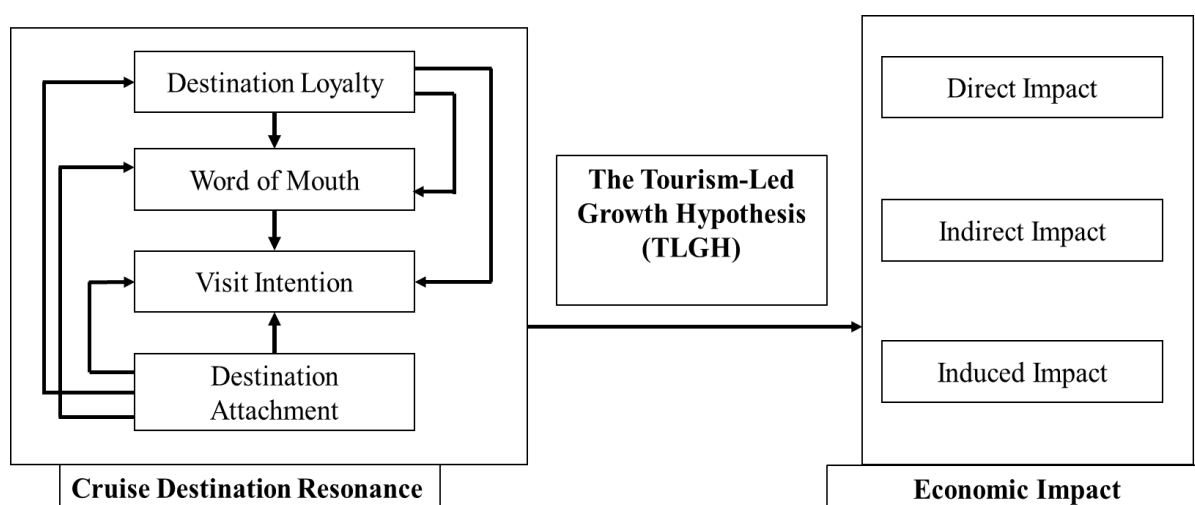 Destination Loyalty
Word of Mouth
Visit Intention
Destination
Attachment
Cruise Destination Resonance
The Tourism-Led
Growth Hypothesis
(TLGH)
Direct Impact
Indirect Impact
Induced Impact
Economic Impact